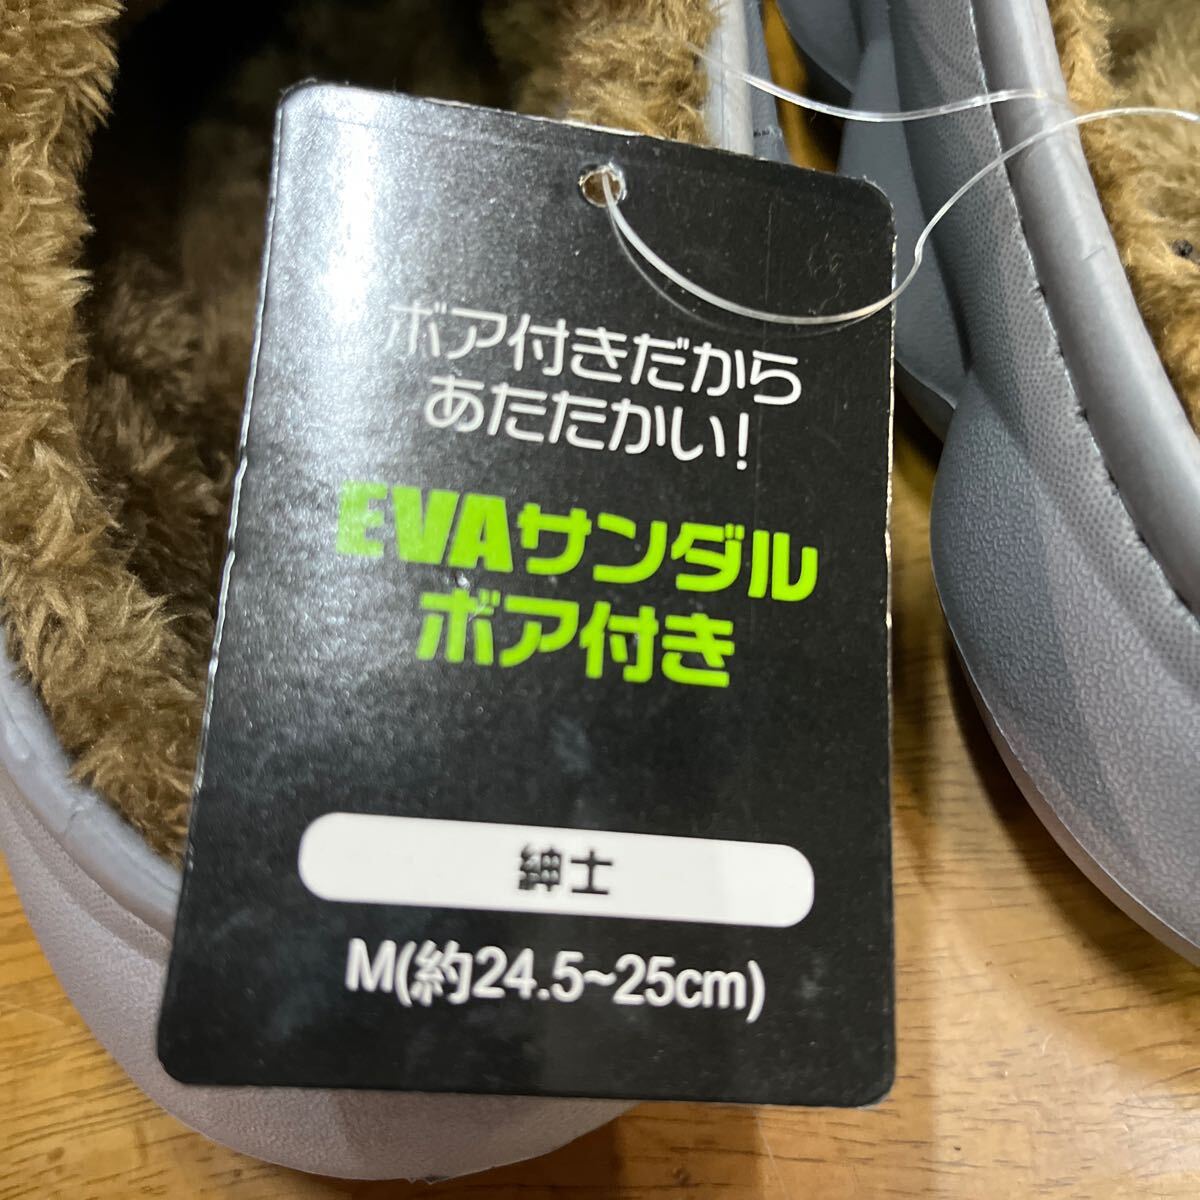 ボア付きだから
あたたかい!
EVAサンダル
ボア付き
紳士
M(約24.5~25cm)